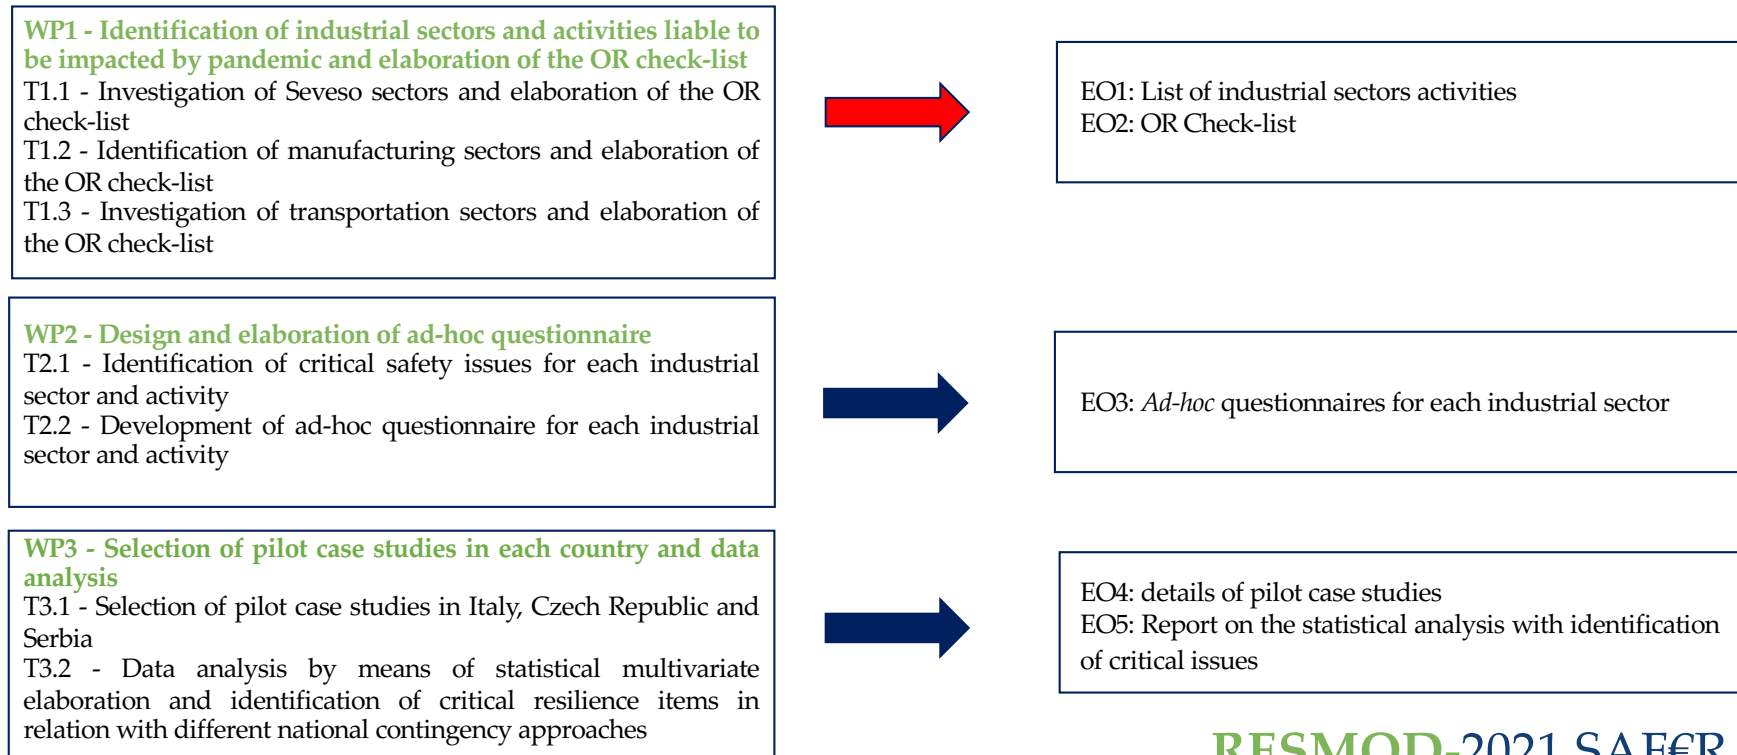 WP1 - Identification of industrial sectors and activities liable to
be impacted by pandemic and elaboration of the OR check-list
T1.1 - Investigation of Seveso sectors and elaboration of the OR
check-list
T1.2 - Identification of manufacturing sectors and elaboration of
the OR check-list
T1.3 - Investigation of transportation sectors and elaboration of
the OR check-list
EO1: List of industrial sectors activities
EO2: OR Check-list
WP2 - Design and elaboration of ad-hoc questionnaire
T2.1 - Identification of critical safety issues for each industrial
sector and activity
T2.2 - Development of ad-hoc questionnaire for each industrial
sector and activity
EO3: Ad-hoc questionnaires for each industrial sector
WP3 - Selection of pilot case studies in each country and data
analysis
T3.1 - Selection of pilot case studies in Italy, Czech Republic and
Serbia
T3.2 - Data analysis by means of statistical multivariate
elaboration and identification of critical resilience items in
relation with different national contingency approaches
EO4: details of pilot case studies
EO5: Report on the statistical analysis with identification
of critical issues
RESMOD-2021 SAF€R